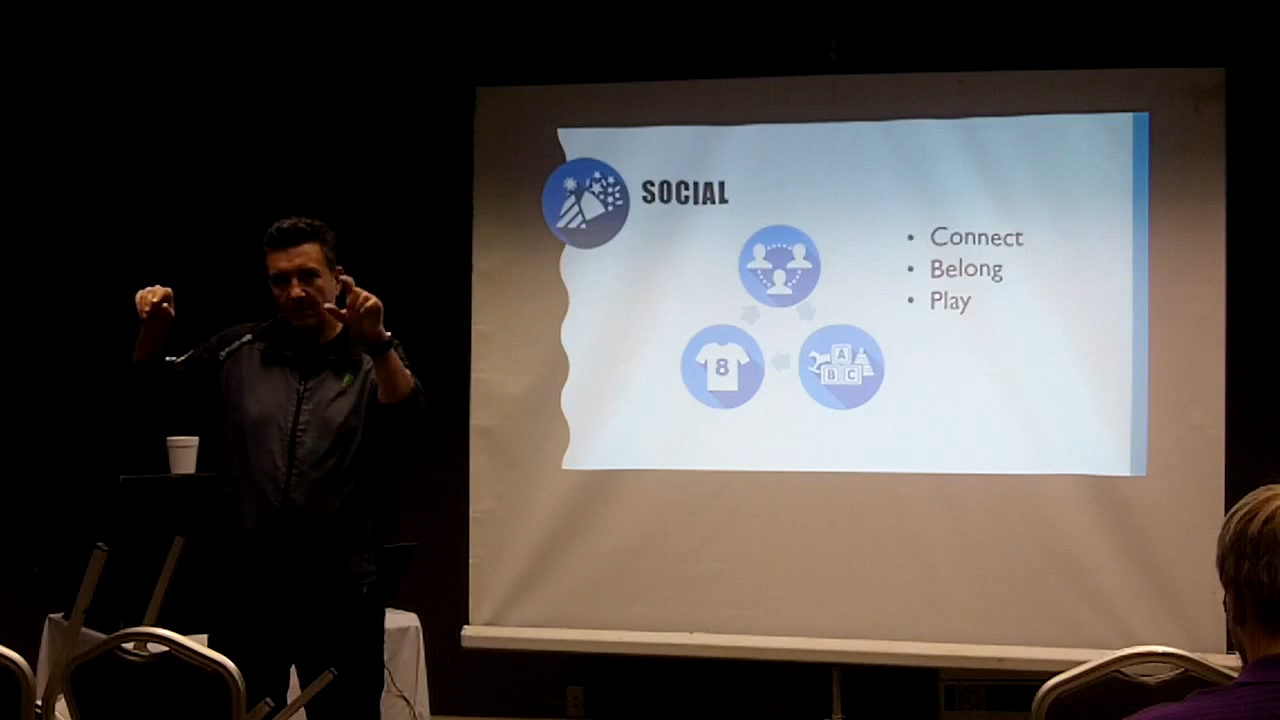 SOCIAL
• Connect
• Belong
• Play
8
A
B C